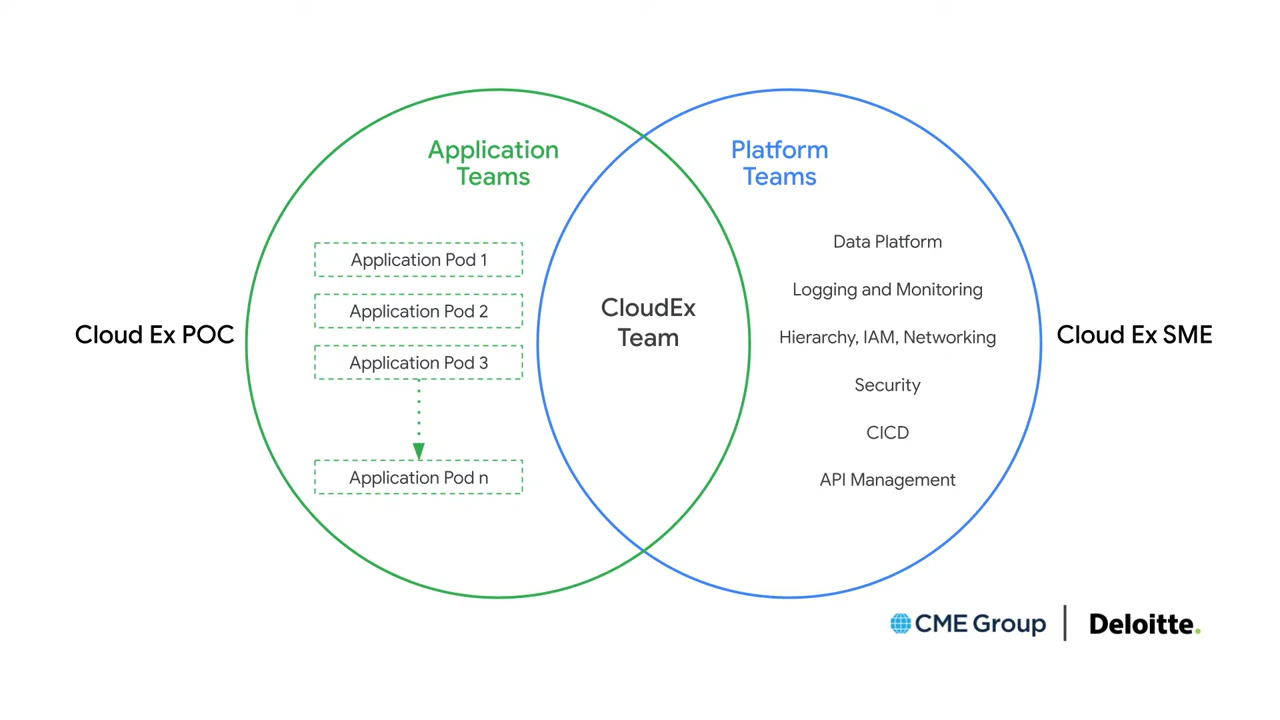 Application
Teams
Platform
Teams
Application Pod 1
Application Pod 2
Application Pod 3
Application Pod n
CloudEx
Team
Data Platform
Logging and Monitoring
Hierarchy, IAM, Networking
Security
CICD
API Management
Cloud Ex POC
Cloud Ex SME
CME Group
Deloitte.